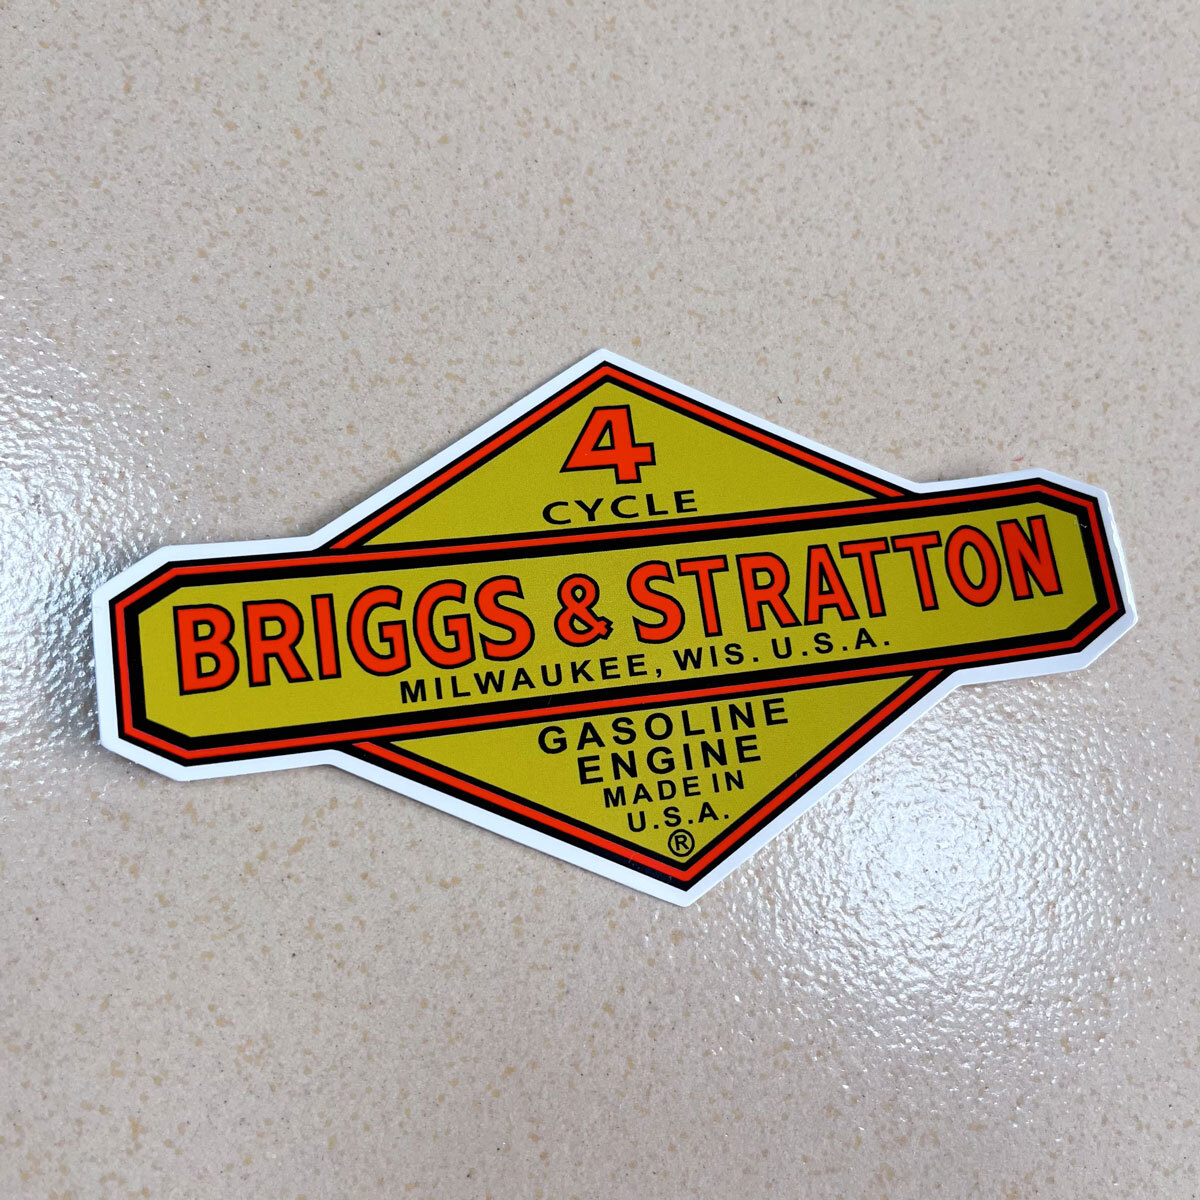 4
CYCLE
BRIGGS & STRATTON
MILWAUKEE, WIS. U.S.A.
GASOLINE
ENGINE
MADE IN
U.S.A.
®